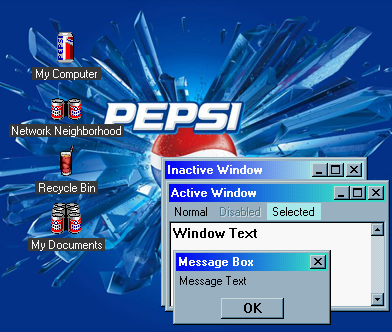 PEPSI
My Computer
Network Neighborhood
Recycle Bin
My Documents
PEPSI
Inactive Window
Active Window
Normal Disabled Selected
Window Text
Message Box
Message Text
OK